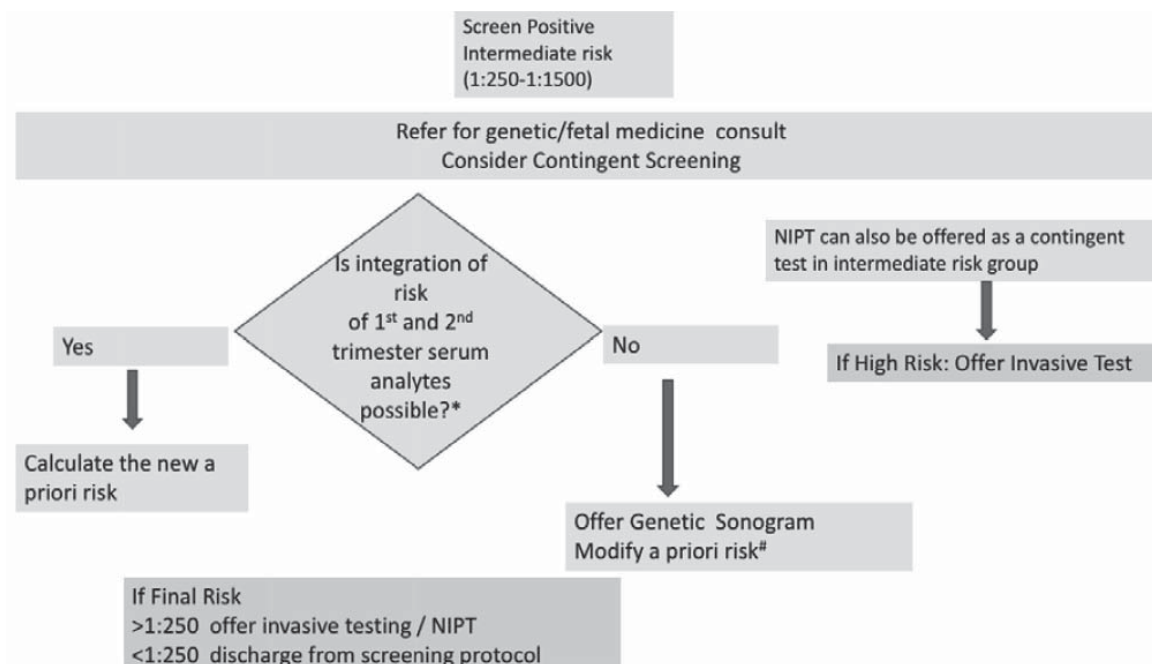 Screen Positive
Intermediate risk
(1:250-1:1500)
Refer for genetic/fetal medicine consult
Consider Contingent Screening
NIPT can also be offered as a contingent
test in intermediate risk group
If High Risk: Offer Invasive Test
Is integration of
risk
of 1st and 2nd
trimester serum
analytes
possible?*
Yes
No
Calculate the new a
priori risk
Offer Genetic Sonogram
Modify a priori risk#
If Final Risk
>1:250 offer invasive testing / NIPT
<1:250 discharge from screening protocol